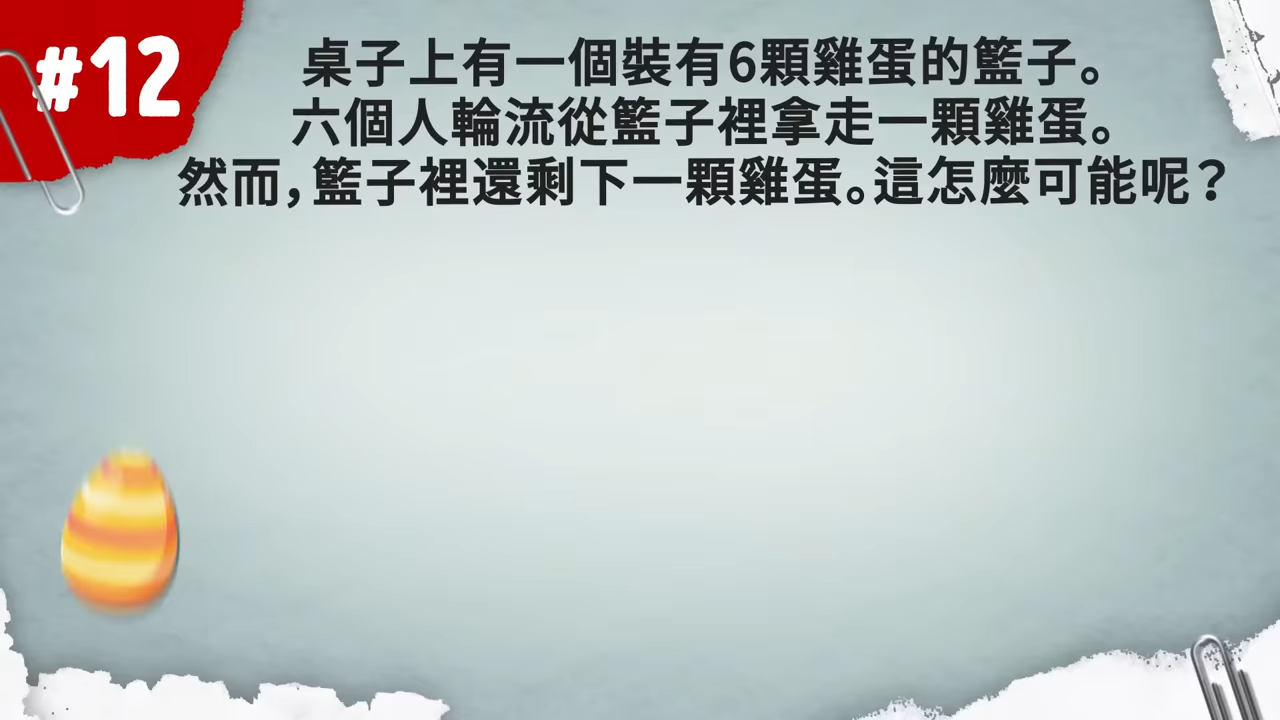 #12
桌子上有一個裝有6顆雞蛋的籃子。
六個人輪流從籃子裡拿走一顆雞蛋。
然而,籃子裡還剩下一顆雞蛋。這怎麼可能呢？